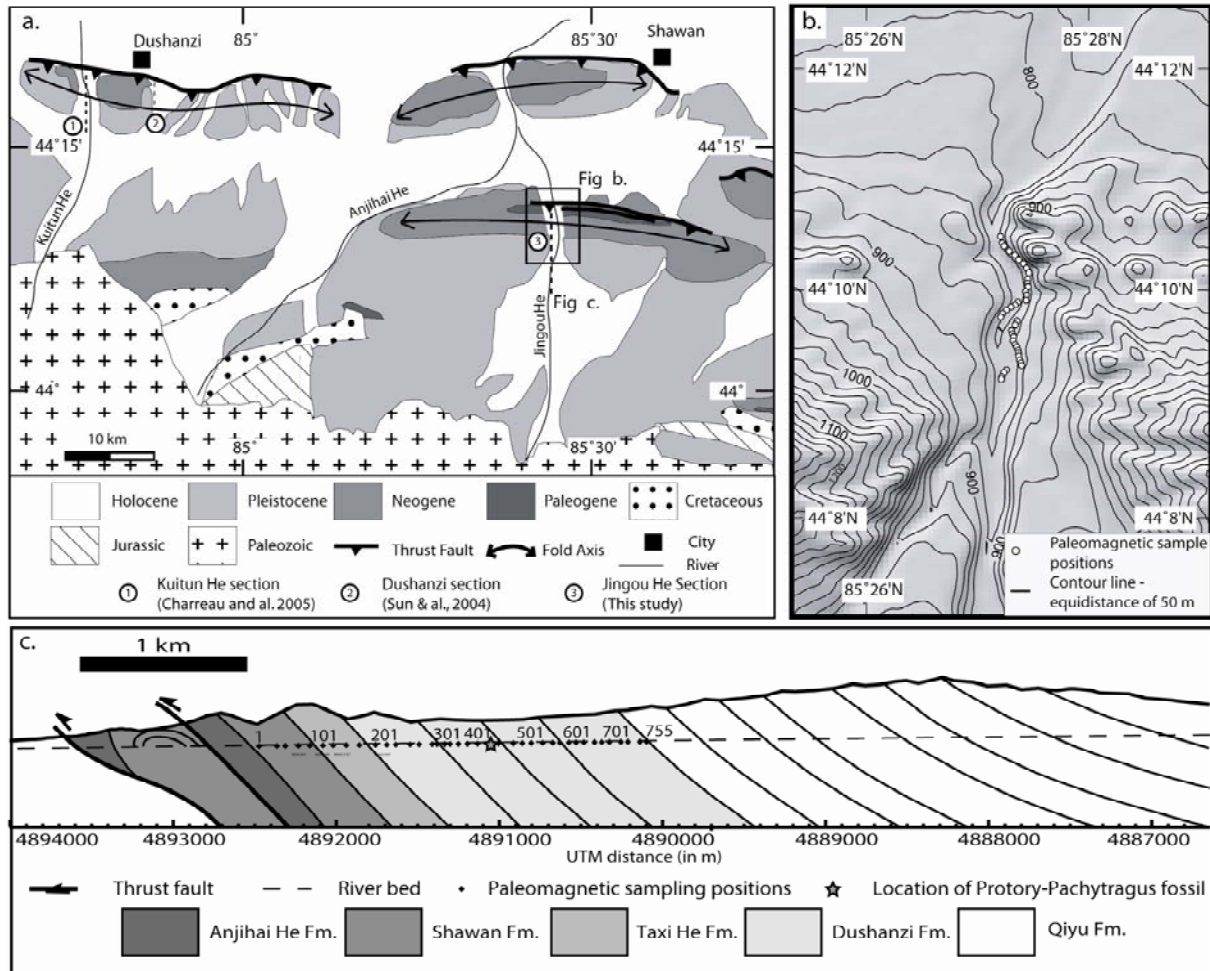 a.
Dushanzi
85°
85°30'
Shawan
1
2
44°15'
44°15'
Kuitun He
Anjihai He
Fig b.
3
Fig c.
Jingou He
44°
44°
10 km
85°
85°30'
Holocene
Pleistocene
Neogene
Paleogene
Cretaceous
Jurassic
Paleozoic
Thrust Fault
Fold Axis
City
River
1 Kuitun He section
(Charreau and al. 2005)
2 Dushanzi section
(Sun & al., 2004)
3 Jingou He Section
(This study)
b.
85°26'N
85°28'N
44°12'N
44°12'N
800
900
900
44°10'N
44°10'N
1000
1100
1200
900
900
44°8'N
44°8'N
85°26'N
Paleomagnetic sample
positions
Contour line -
equidistance of 50 m
c.
1 km
1 101 201 301 401 501 601 701 755
4894000 4893000 4892000 4891000 4890000 4889000 4888000 4887000
UTM distance (in m)
Thrust fault
River bed
Paleomagnetic sampling positions
Location of Protory-Pachytragus fossil
Anjihai He Fm.
Shawan Fm.
Taxi He Fm.
Dushanzi Fm.
Qiyu Fm.